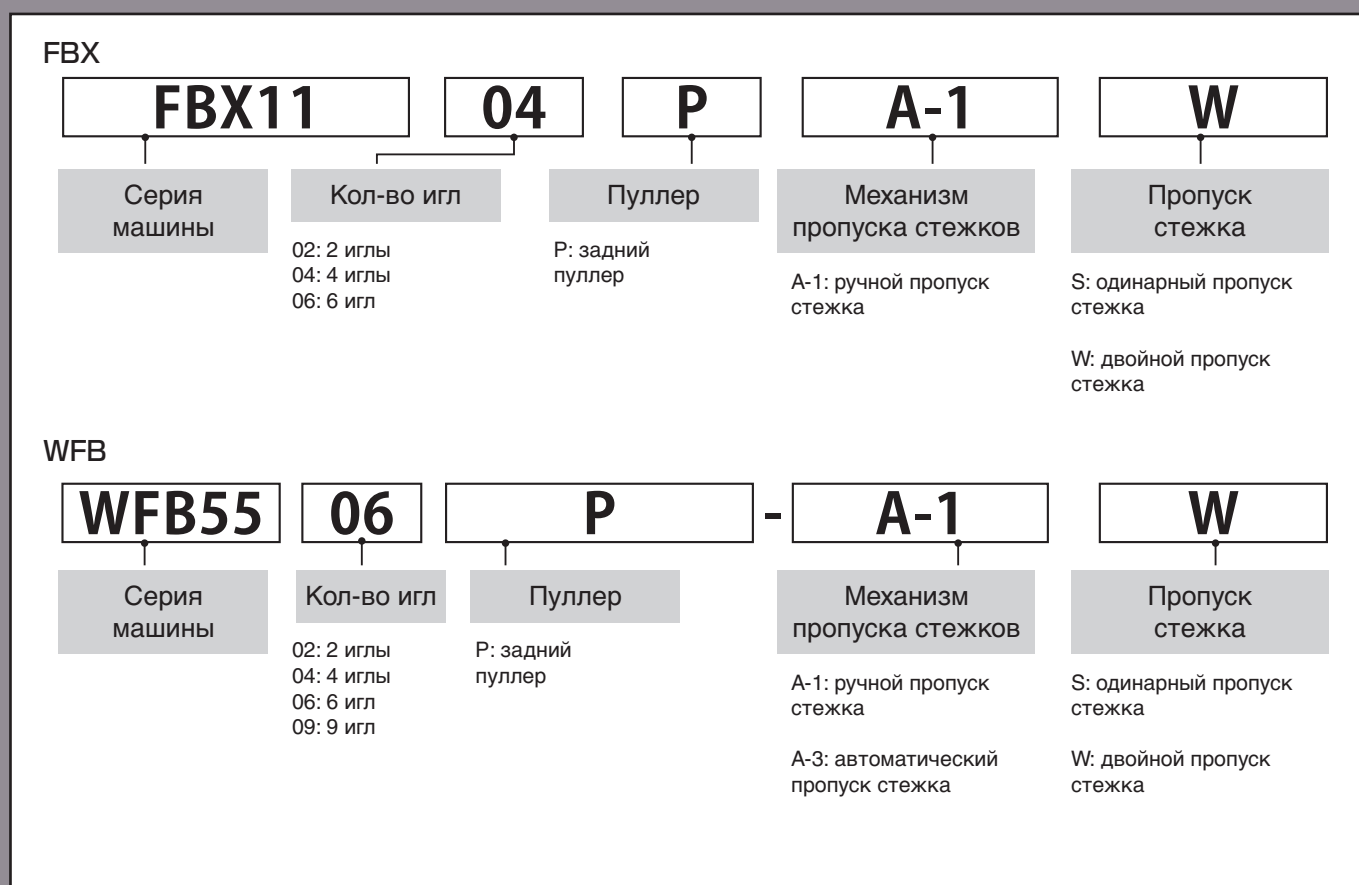 FBX
FBX11 04 P A-1 W
Серия
машины
Кол-во игл
02: 2 иглы
04: 4 иглы
06: 6 игл
Пуллер
P: задний
пуллер
Механизм
пропуска стежков
A-1: ручной пропуск
стежка
Пропуск
стежка
S: одинарный пропуск
стежка
W: двойной пропуск
стежка
WFB
WFB55 06 P - A-1 W
Серия
машины
Кол-во игл
02: 2 иглы
04: 4 иглы
06: 6 игл
09: 9 игл
Пуллер
P: задний
пуллер
Механизм
пропуска стежков
A-1: ручной пропуск
стежка
A-3: автоматический
пропуск стежка
Пропуск
стежка
S: одинарный пропуск
стежка
W: двойной пропуск
стежка